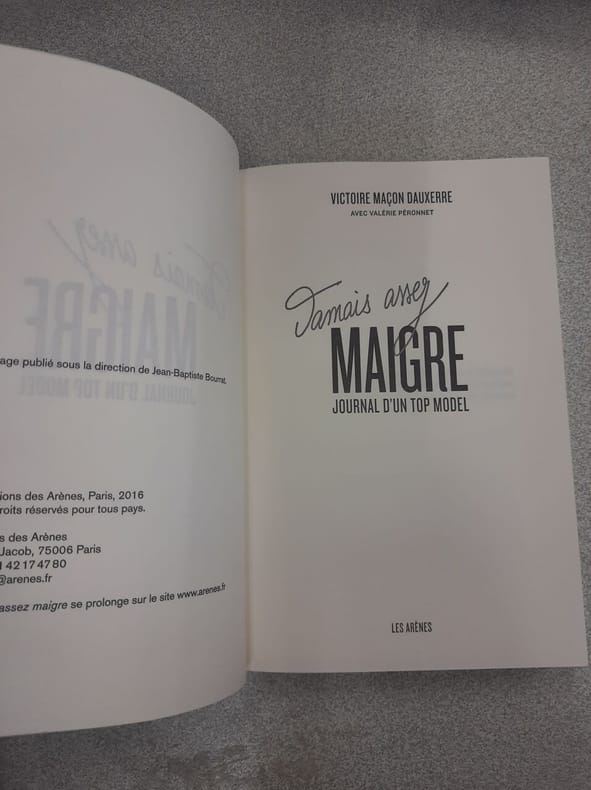 age publié sous la direction de Jean-Baptiste Bourrat.
ions des Arènes, Paris, 2016
roits réservés pour tous pays.
s des Arènes
Jacob, 75006 Paris
1 42 17 47 80
@arenes.fr
assez maigre se prolonge sur le site www.arenes.fr
VICTOIRE MAÇON DAUXERRE
AVEC VALÉRIE PÉRONNET
Jamais assez
MAIGRE
JOURNAL D'UN TOP MODEL
LES ARÈNES